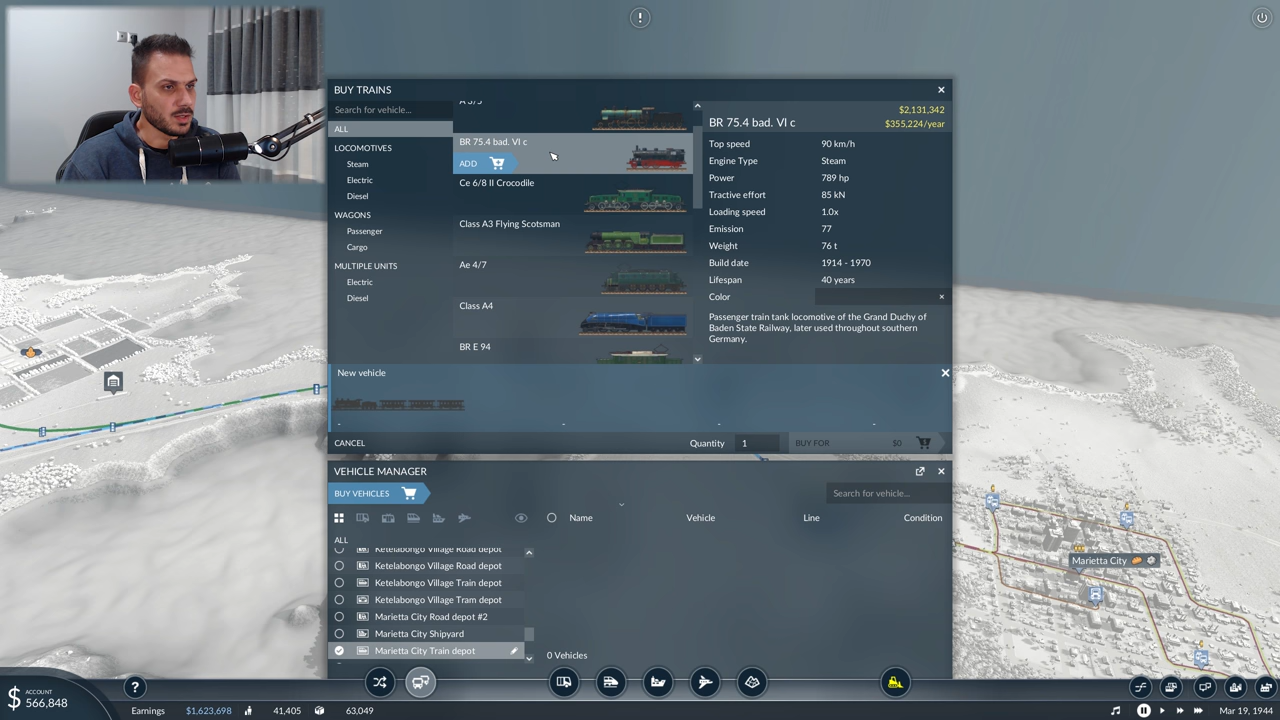 BUY TRAINS
Search for vehicle...
ALL
LOCOMOTIVES
Steam
Electric
Diesel
WAGONS
Passenger
Cargo
MULTIPLE UNITS
Electric
Diesel
A 3/5
BR 75.4 bad. VI c
ADD
Ce 6/8 II Crocodile
Class A3 Flying Scotsman
Ae 4/7
Class A4
BR E 94
$2,131,342
BR 75.4 bad. VI c
$355,224/year
Top speed 90 km/h
Engine Type Steam
Power 789 hp
Tractive effort 85 kN
Loading speed 1.0x
Emission 77
Weight 76 t
Build date 1914 - 1970
Lifespan 40 years
Color
Passenger train tank locomotive of the Grand Duchy of
Baden State Railway, later used throughout southern
Germany.
New vehicle
- - - -
CANCEL
Quantity 1
BUY FOR $0
VEHICLE MANAGER
BUY VEHICLES
Search for vehicle...
Name Vehicle Line Condition
ALL
Ketelabongo Village Road depot
Ketelabongo Village Road depot
Ketelabongo Village Train depot
Ketelabongo Village Tram depot
Marietta City Road depot #2
Marietta City Shipyard
Marietta City Train depot
0 Vehicles
Marietta City
$ ACCOUNT
566,848
?
Earnings $1,623,698 41,405 63,049
Mar 19, 1944